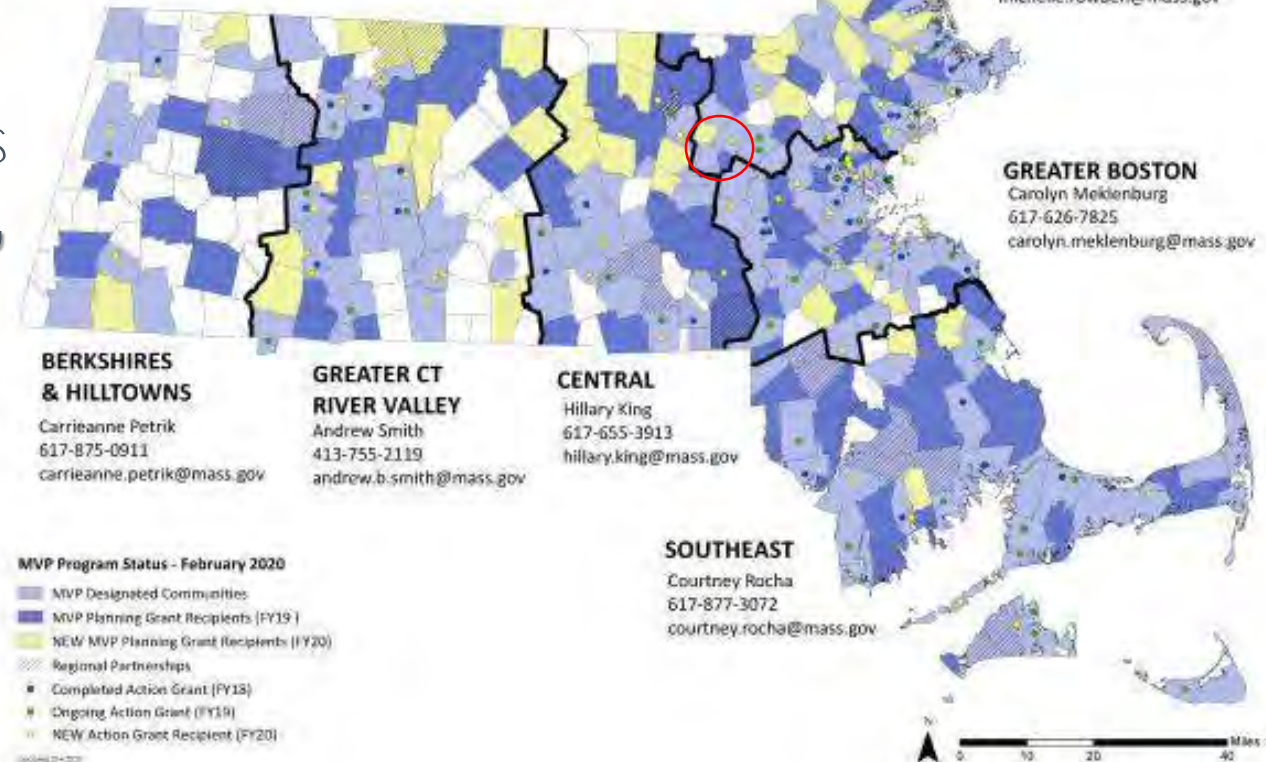 GREATER BOSTON
Carolyn Meklenburg
617-626-7825
carolyn.meklenburg@mass.gov
BERKSHIRES
& HILLTOWNS
Carrieanne Petrik
617-875-0911
carrieanne.petrik@mass.gov
GREATER CT
RIVER VALLEY
Andrew Smith
413-755-2119
andrew.b.smith@mass.gov
CENTRAL
Hillary King
617-655-3913
hillary.king@mass.gov
SOUTHEAST
Courtney Rocha
617-877-3072
courtney.rocha@mass.gov
MVP Program Status - February 2020
MVP Designated Communities
MVP Planning Grant Recipients (FY19 )
NEW MVP Planning Grant Recipients (FY20)
Regional Partnerships
Completed Action Grant (FY18)
Ongoing Action Grant (FY19)
NEW Action Grant Recipient (FY20)
N
Miles
0 10 20 40